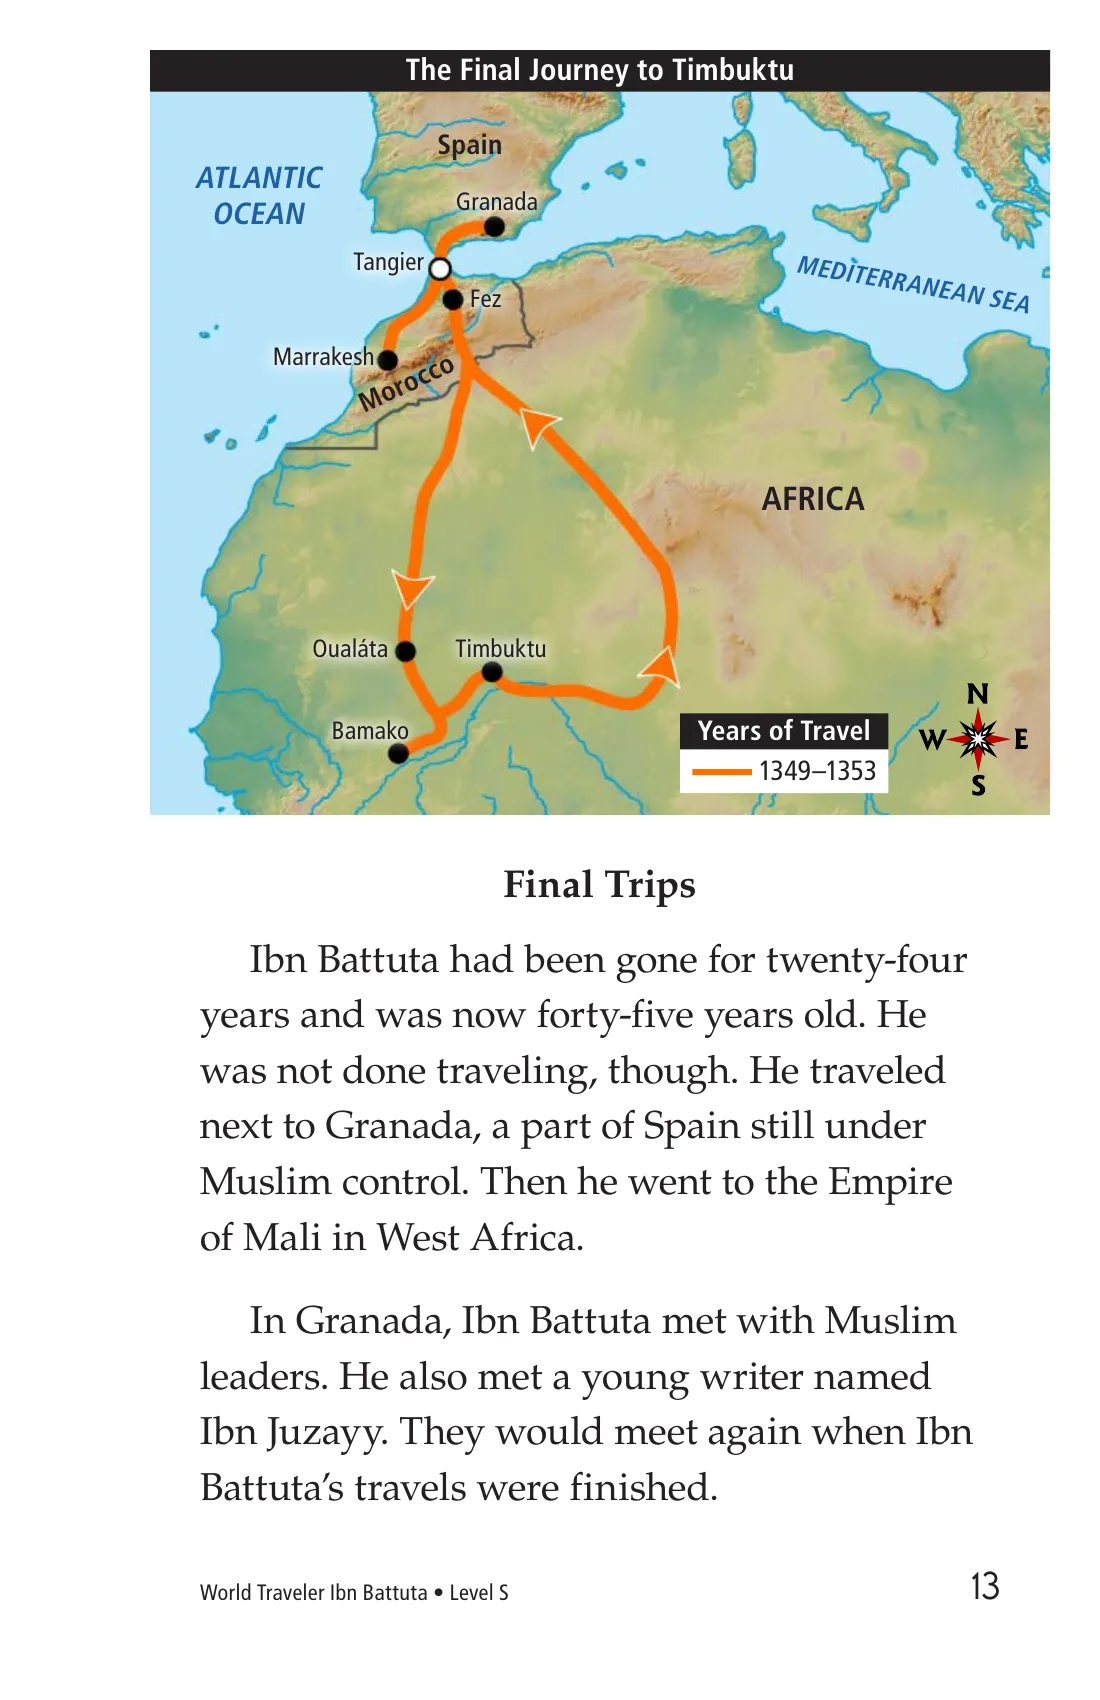 The Final Journey to Timbuktu
Spain
ATLANTIC
OCEAN
Granada
Tangier
MEDITERRANEAN SEA
Fez
Marrakesh
Morocco
AFRICA
Oualáta
Timbuktu
Bamako
N
W
E
S
Years of Travel
1349–1353
Final Trips
Ibn Battuta had been gone for twenty-four
years and was now forty-five years old. He
was not done traveling, though. He traveled
next to Granada, a part of Spain still under
Muslim control. Then he went to the Empire
of Mali in West Africa.
In Granada, Ibn Battuta met with Muslim
leaders. He also met a young writer named
Ibn Juzayy. They would meet again when Ibn
Battuta’s travels were finished.
World Traveler Ibn Battuta • Level S
13